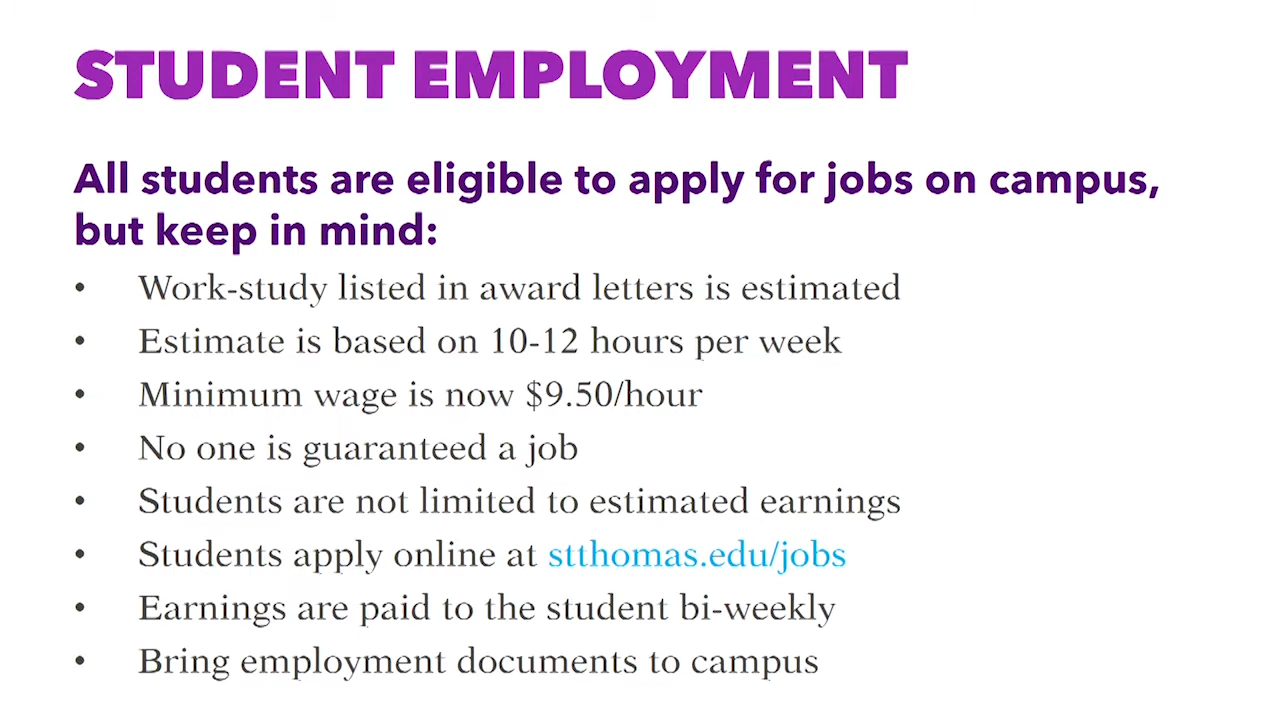 STUDENT EMPLOYMENT
All students are eligible to apply for jobs on campus,
but keep in mind:
• Work-study listed in award letters is estimated
• Estimate is based on 10-12 hours per week
• Minimum wage is now $9.50/hour
• No one is guaranteed a job
• Students are not limited to estimated earnings
• Students apply online at stthomas.edu/jobs
• Earnings are paid to the student bi-weekly
• Bring employment documents to campus